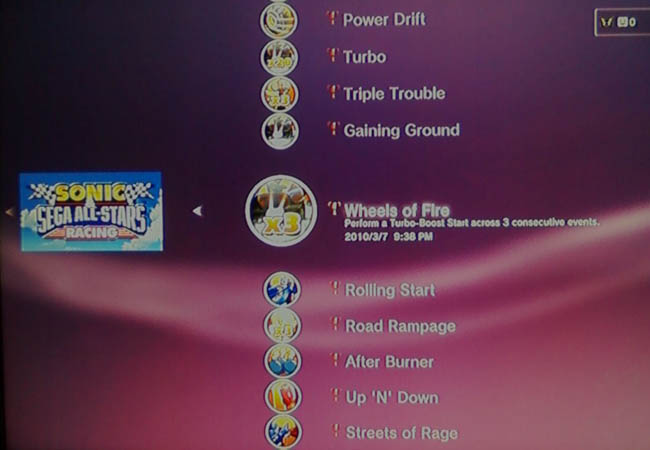 Power Drift
Turbo
Triple Trouble
Gaining Ground
SONIC
SEGA ALL-STARS
RACING
x3
Wheels of Fire
Perform a Turbo-Boost Start across 3 consecutive events.
2010/3/7 9:38 PM
Rolling Start
Road Rampage
After Burner
Up 'N' Down
Streets of Rage
0